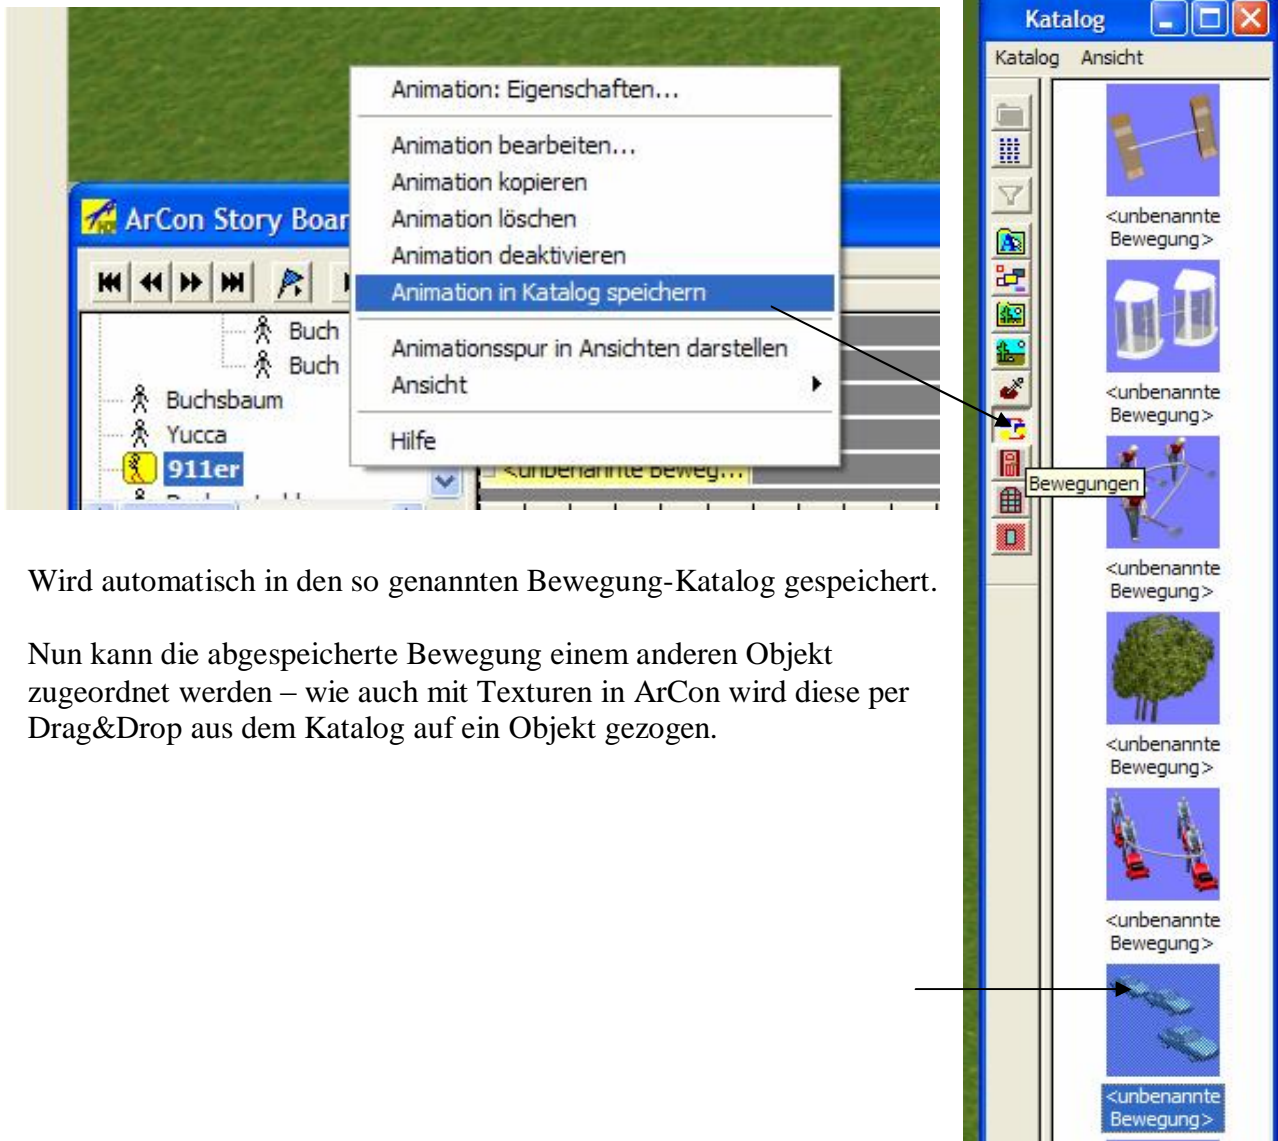 Animation: Eigenschaften...
Animation bearbeiten...
Animation kopieren
Animation löschen
Animation deaktivieren
Animation in Katalog speichern
Animationsspur in Ansichten darstellen
Ansicht
Hilfe
ArCon Story Boar
Buch
Buch
Buchsbaum
Yucca
911er
<unbenannte Beweg...
Wird automatisch in den so genannten Bewegung-Katalog gespeichert.
Nun kann die abgespeicherte Bewegung einem anderen Objekt
zugeordnet werden – wie auch mit Texturen in ArCon wird diese per
Drag&Drop aus dem Katalog auf ein Objekt gezogen.
Katalog
Katalog Ansicht
<unbenannte
Bewegung>
<unbenannte
Bewegung>
Bewegungen
<unbenannte
Bewegung>
<unbenannte
Bewegung>
<unbenannte
Bewegung>
<unbenannte
Bewegung>